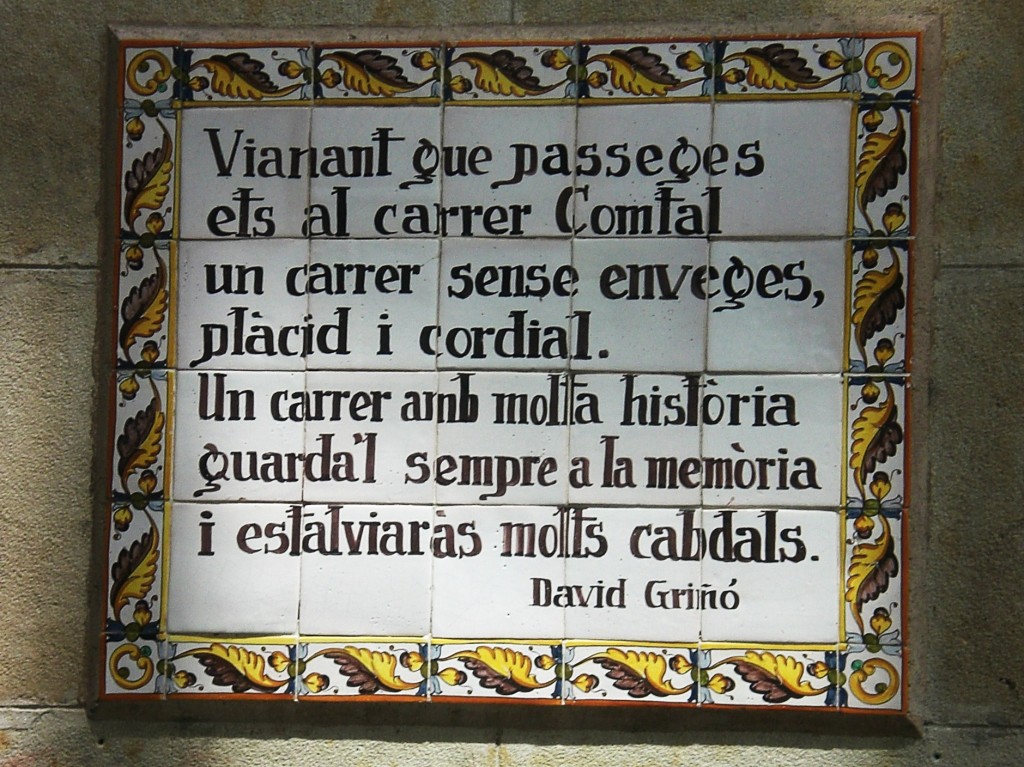 Vianant que passeges
ets al carrer Comtal
un carrer sense enveges,
plàcid i cordial.
Un carrer amb molta història
guarda'l sempre a la memòria
i estalviaràs molts cabdals.
David Griñó